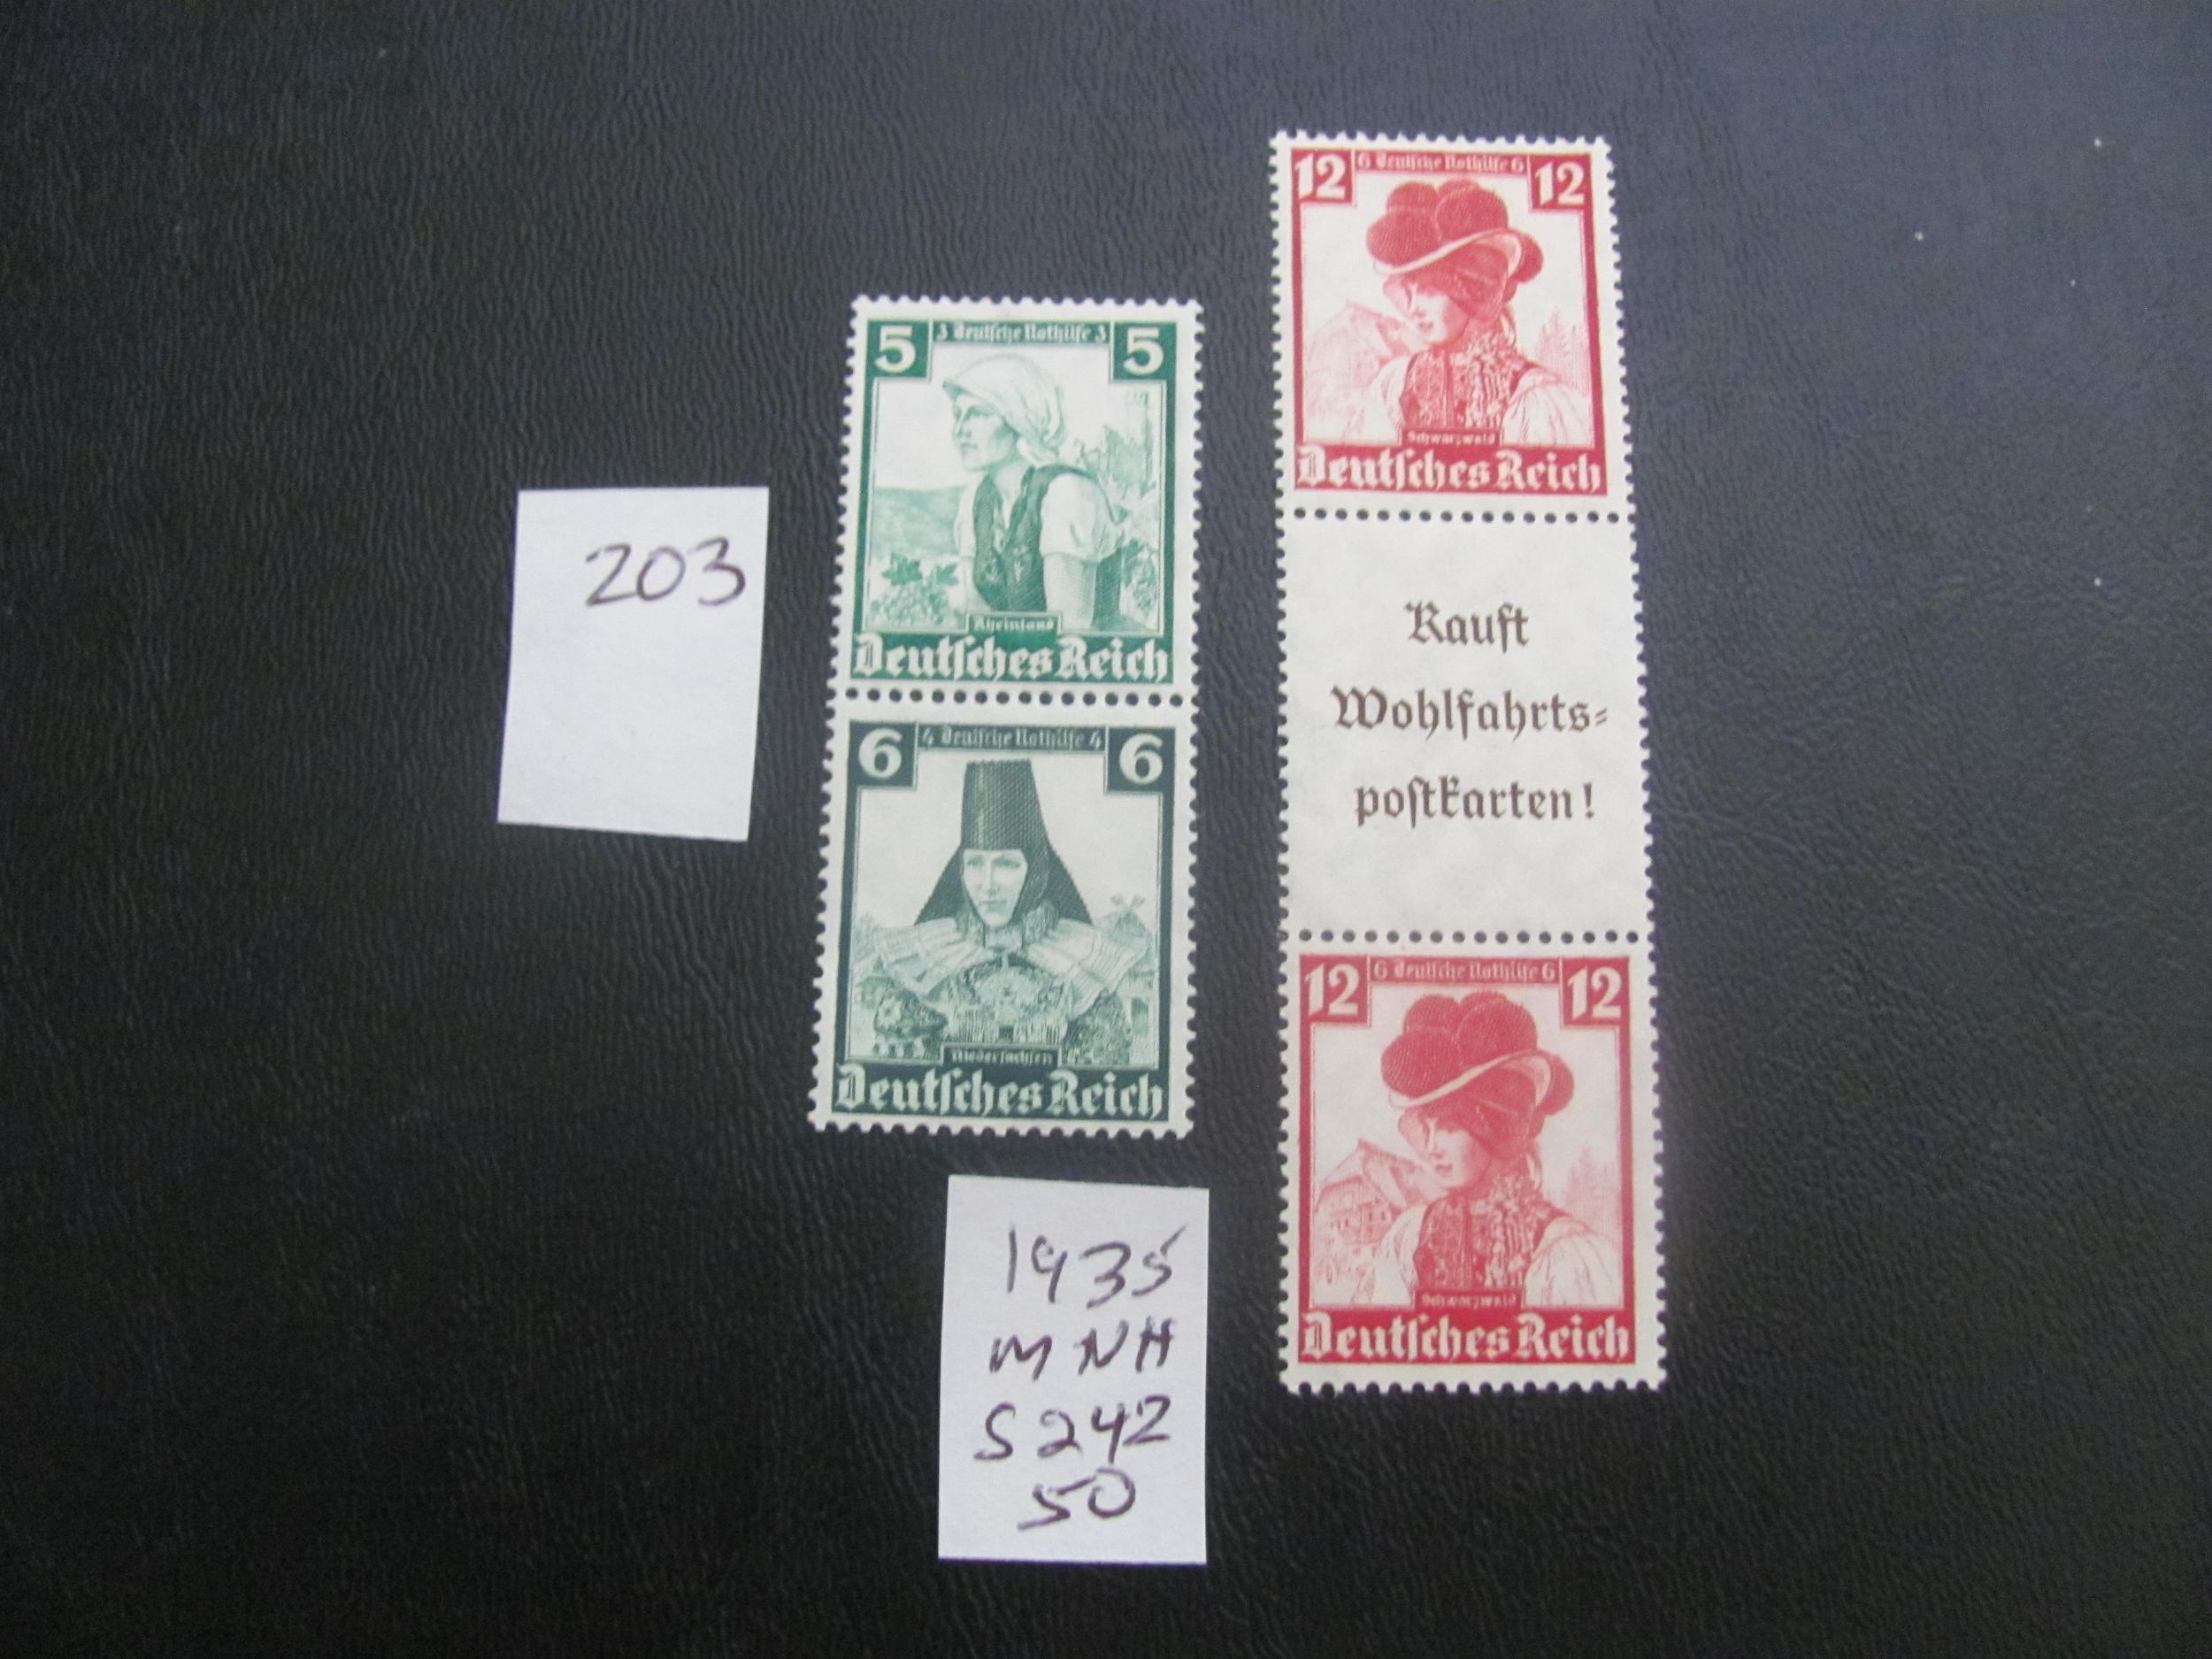 203
5 3 Deutsche Nothilfe 3 5
Rheinland
Deutsches Reich
6 4 Deutsche Nothilfe 4 6
Niedersachsen
Deutsches Reich
12 6 Deutsche Nothilfe 6 12
Schwarzwald
Deutsches Reich
Kauft
Wohlfahrts-
postkarten!
12 6 Deutsche Nothilfe 6 12
Schwarzwald
Deutsches Reich
1935
MNH
S242
50